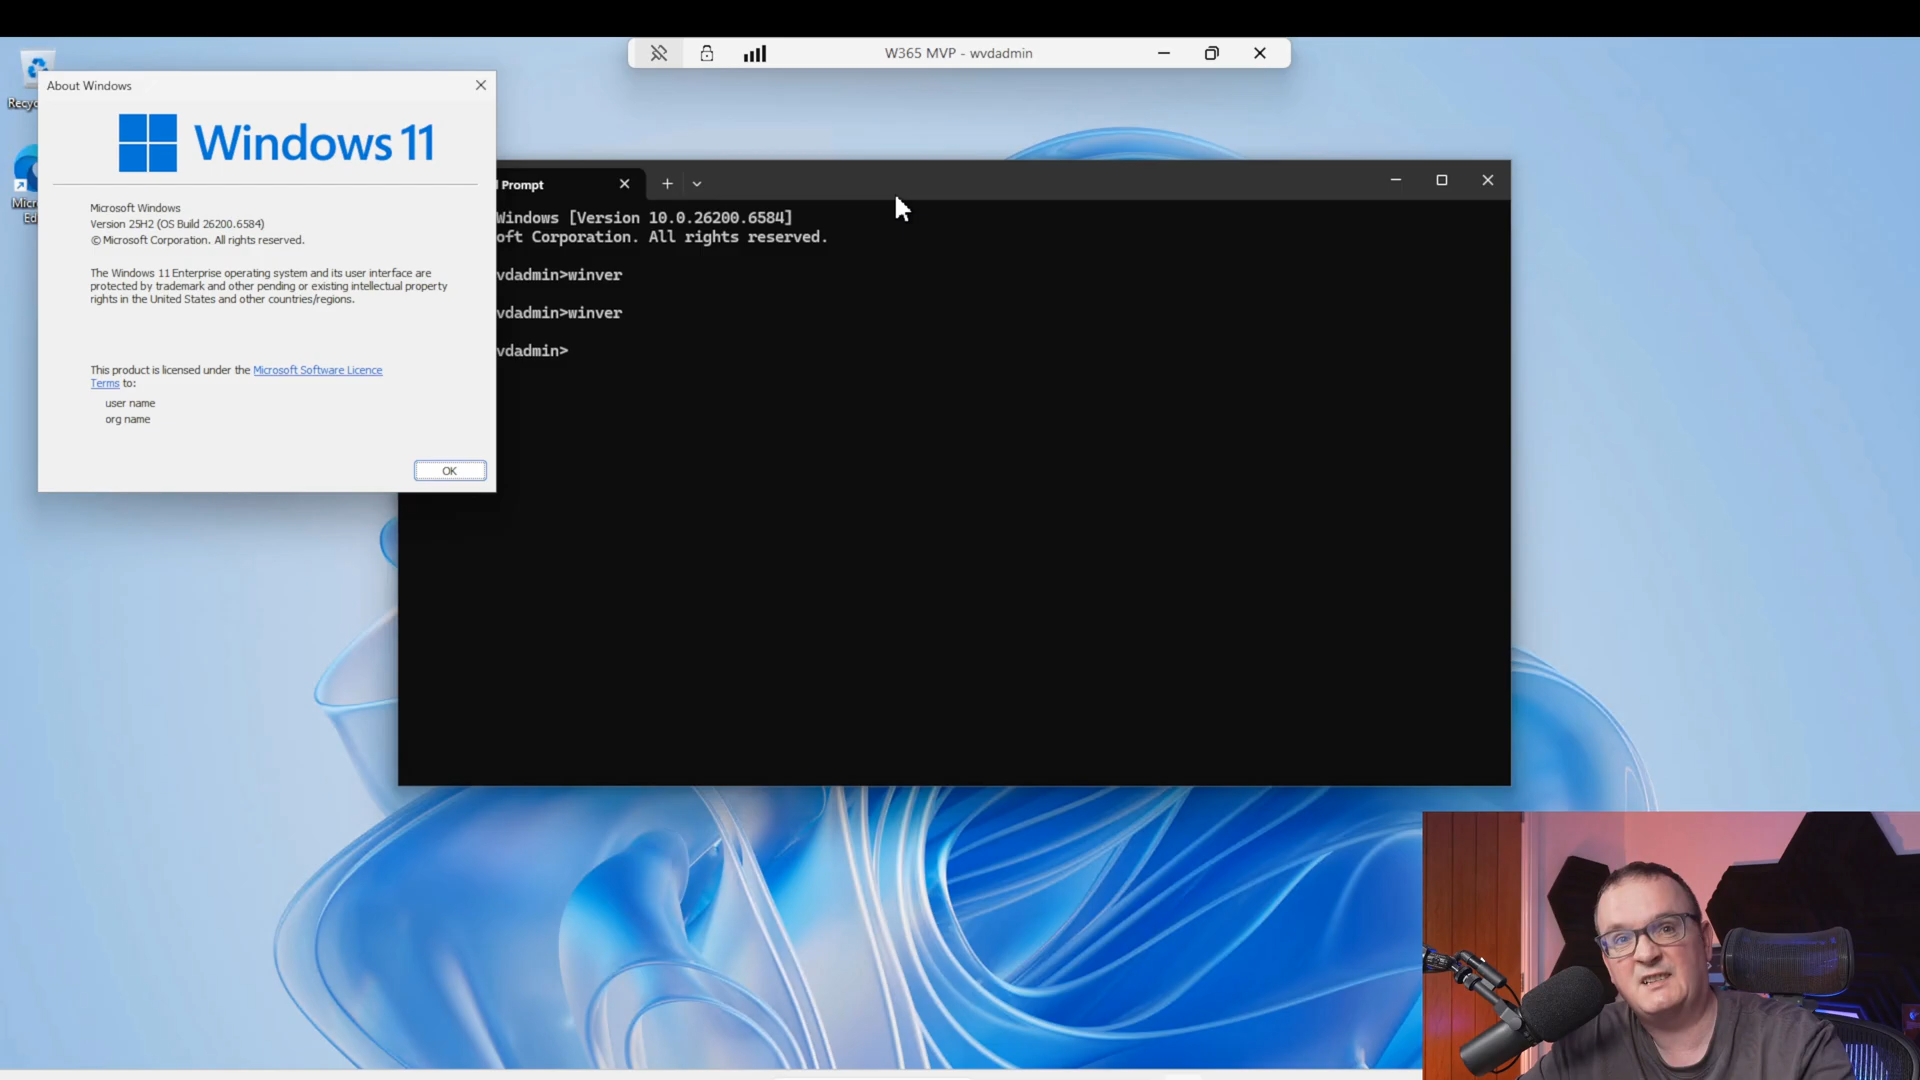 W365 MVP - wvdadmin
Recyc
Micr
Ed
About Windows
Windows 11
Microsoft Windows
Version 25H2 (OS Build 26200.6584)
© Microsoft Corporation. All rights reserved.
The Windows 11 Enterprise operating system and its user interface are
protected by trademark and other pending or existing intellectual property
rights in the United States and other countries/regions.
This product is licensed under the Microsoft Software Licence
Terms to:
user name
org name
OK
Prompt
Windows [Version 10.0.26200.6584]
oft Corporation. All rights reserved.
vdadmin>winver
vdadmin>winver
vdadmin>